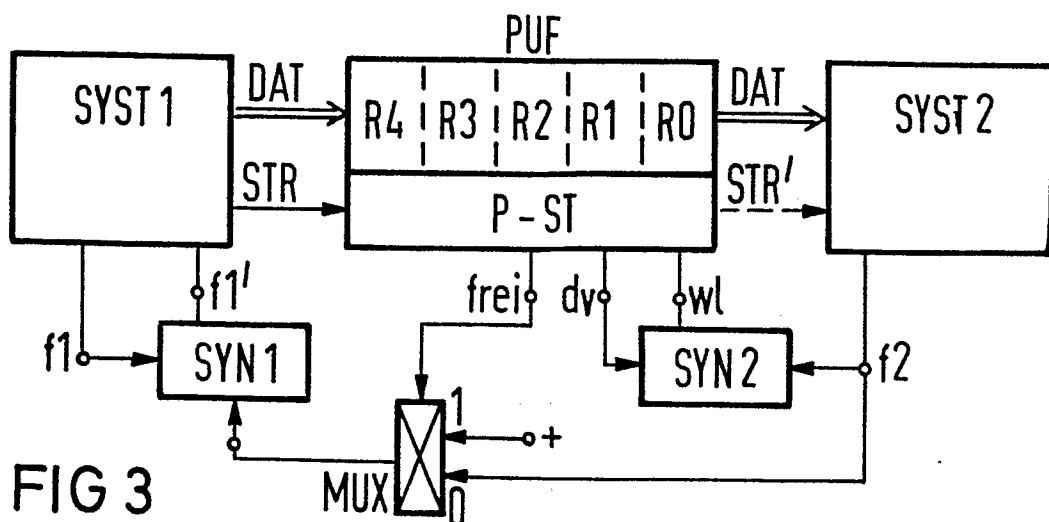 PUF
SYST 1
DAT
R4 R3 R2 R1 R0
DAT
SYST 2
STR
P-ST
STR'
f1'
frei
dv
wl
f1
SYN 1
SYN 2
f2
1
+
MUX
0
FIG 3